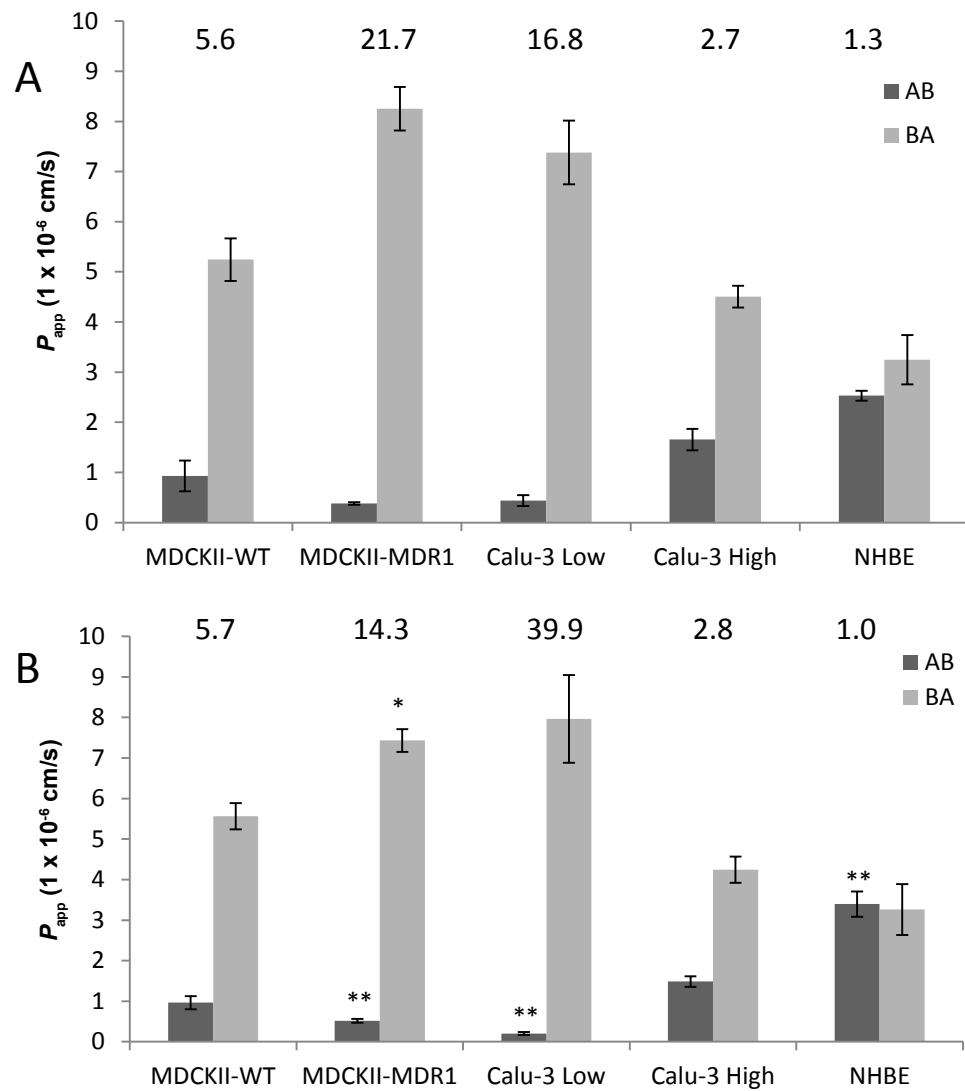 A
5.6 21.7 16.8 2.7 1.3
AB
BA
P_app (1 x 10⁻⁶ cm/s)
10
9
8
7
6
5
4
3
2
1
0
MDCKII-WT MDCKII-MDR1 Calu-3 Low Calu-3 High NHBE
B
5.7 14.3 39.9 2.8 1.0
AB
BA
P_app (1 x 10⁻⁶ cm/s)
10
9
8
7
6
5
4
3
2
1
0
*
**
**
**
MDCKII-WT MDCKII-MDR1 Calu-3 Low Calu-3 High NHBE